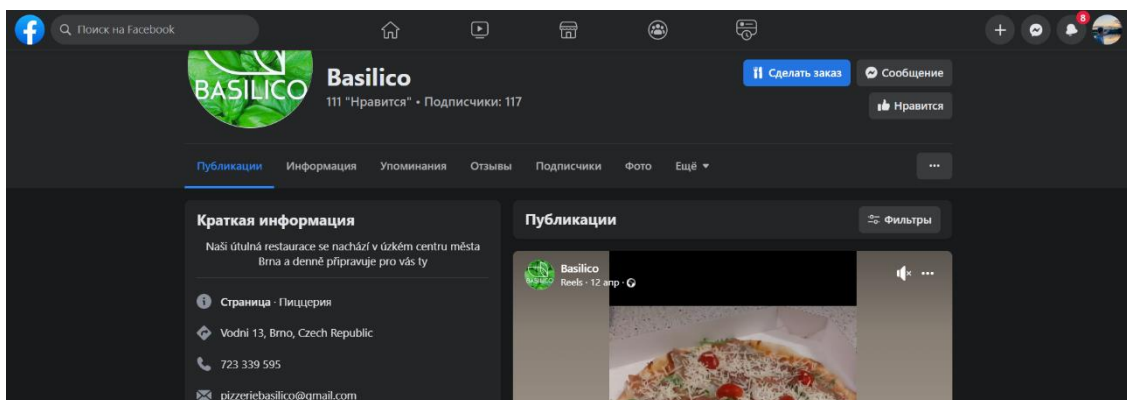 Поиск на Facebook
8
BASILICO
Basilico
111 "Нравится" • Подписчики: 117
Сделать заказ
Сообщение
Нравится
Публикации Информация Упоминания Отзывы Подписчики Фото Ещё
Краткая информация
Naši útulná restaurace se nachází v úzkém centru města
Brna a denně připravuje pro vás ty
Страница · Пиццерия
Vodni 13, Brno, Czech Republic
723 339 595
pizzeriebasilico@gmail.com
Публикации
Фильтры
BASILICO
Basilico
Reels · 12 апр ·